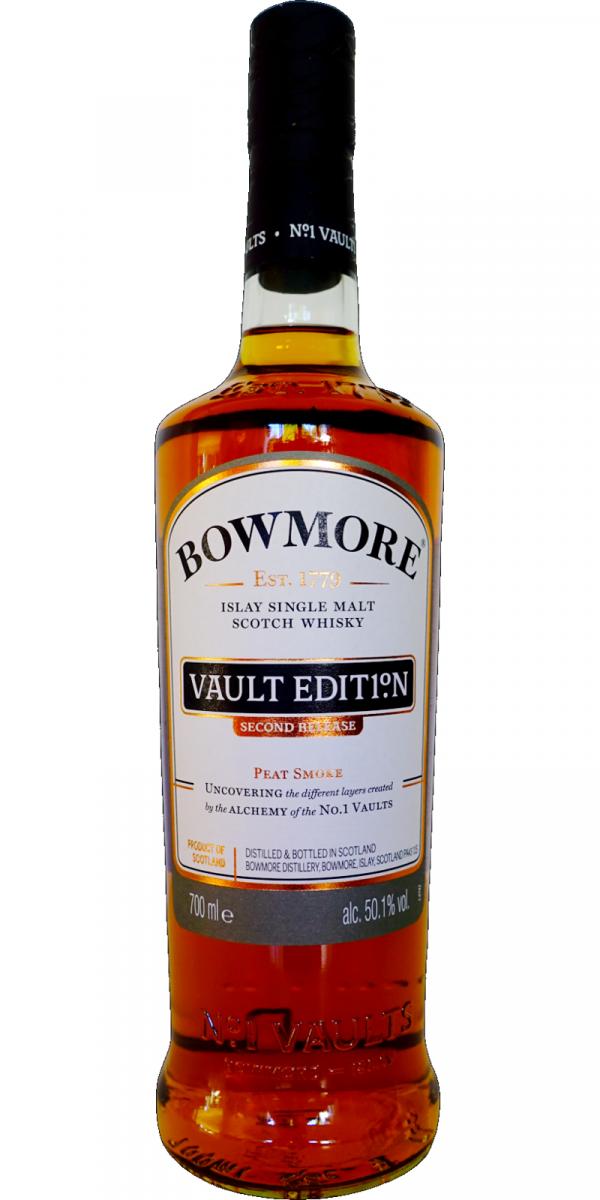 ULTS • Nº1 VAULT
BOWMORE®
EST. 1779
ISLAY SINGLE MALT
SCOTCH WHISKY
VAULT EDIT1ºN
SECOND RELEASE
PEAT SMOKE
UNCOVERING the different layers created
by the ALCHEMY of the No.1 VAULTS
PRODUCT OF
SCOTLAND
DISTILLED & BOTTLED IN SCOTLAND
BOWMORE DISTILLERY, BOWMORE, ISLAY, SCOTLAND
700 ml e
alc. 50.1% vol.
Nº1 VAULTS